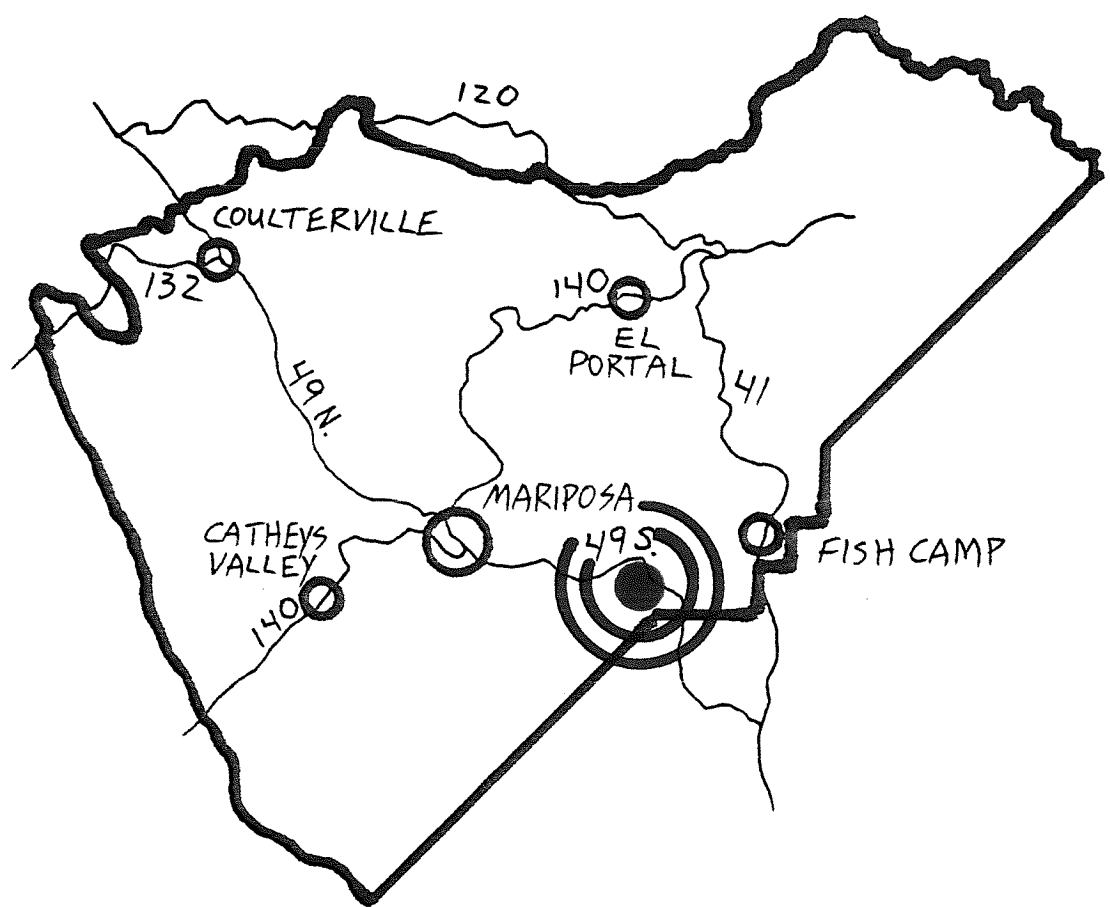 120
COULTERVILLE
132
140
EL
PORTAL
49 N.
41
MARIPOSA
CATHEYS
VALLEY
49 S.
FISH CAMP
140